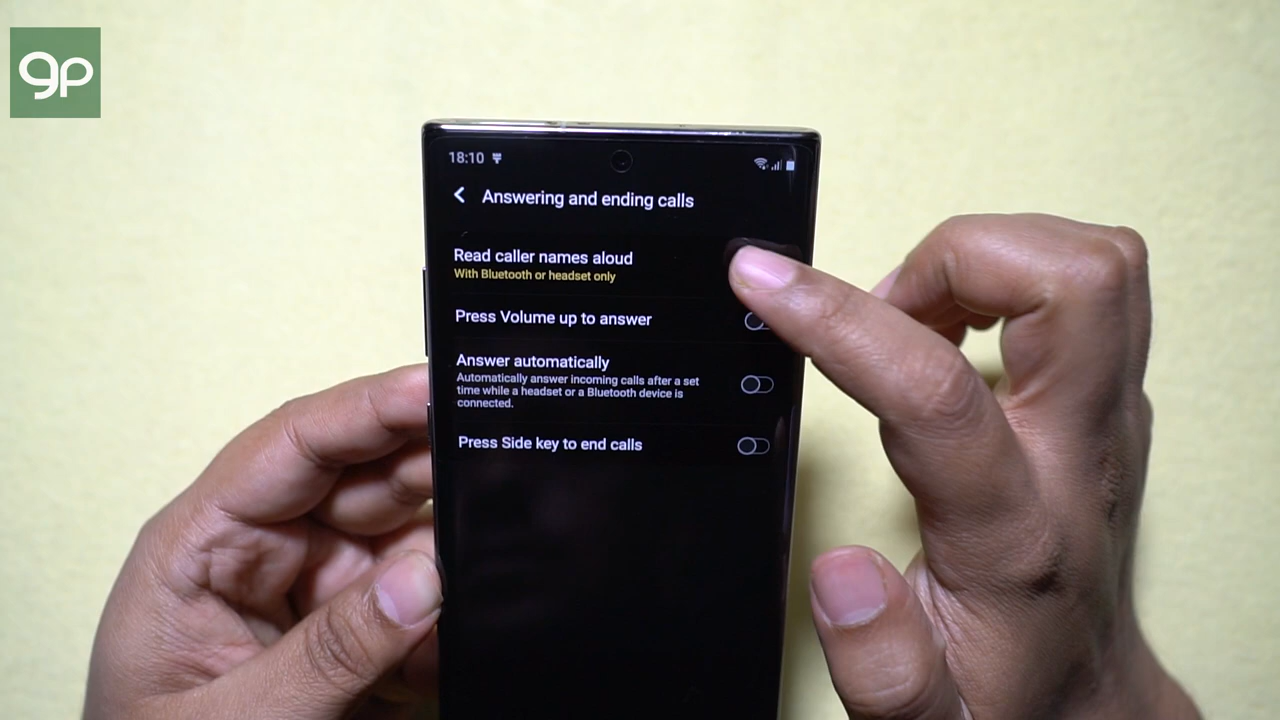 gp
18:10
Answering and ending calls
Read caller names aloud
With Bluetooth or headset only
Press Volume up to answer
Answer automatically
Automatically answer incoming calls after a set
time while a headset or a Bluetooth device is
connected.
Press Side key to end calls